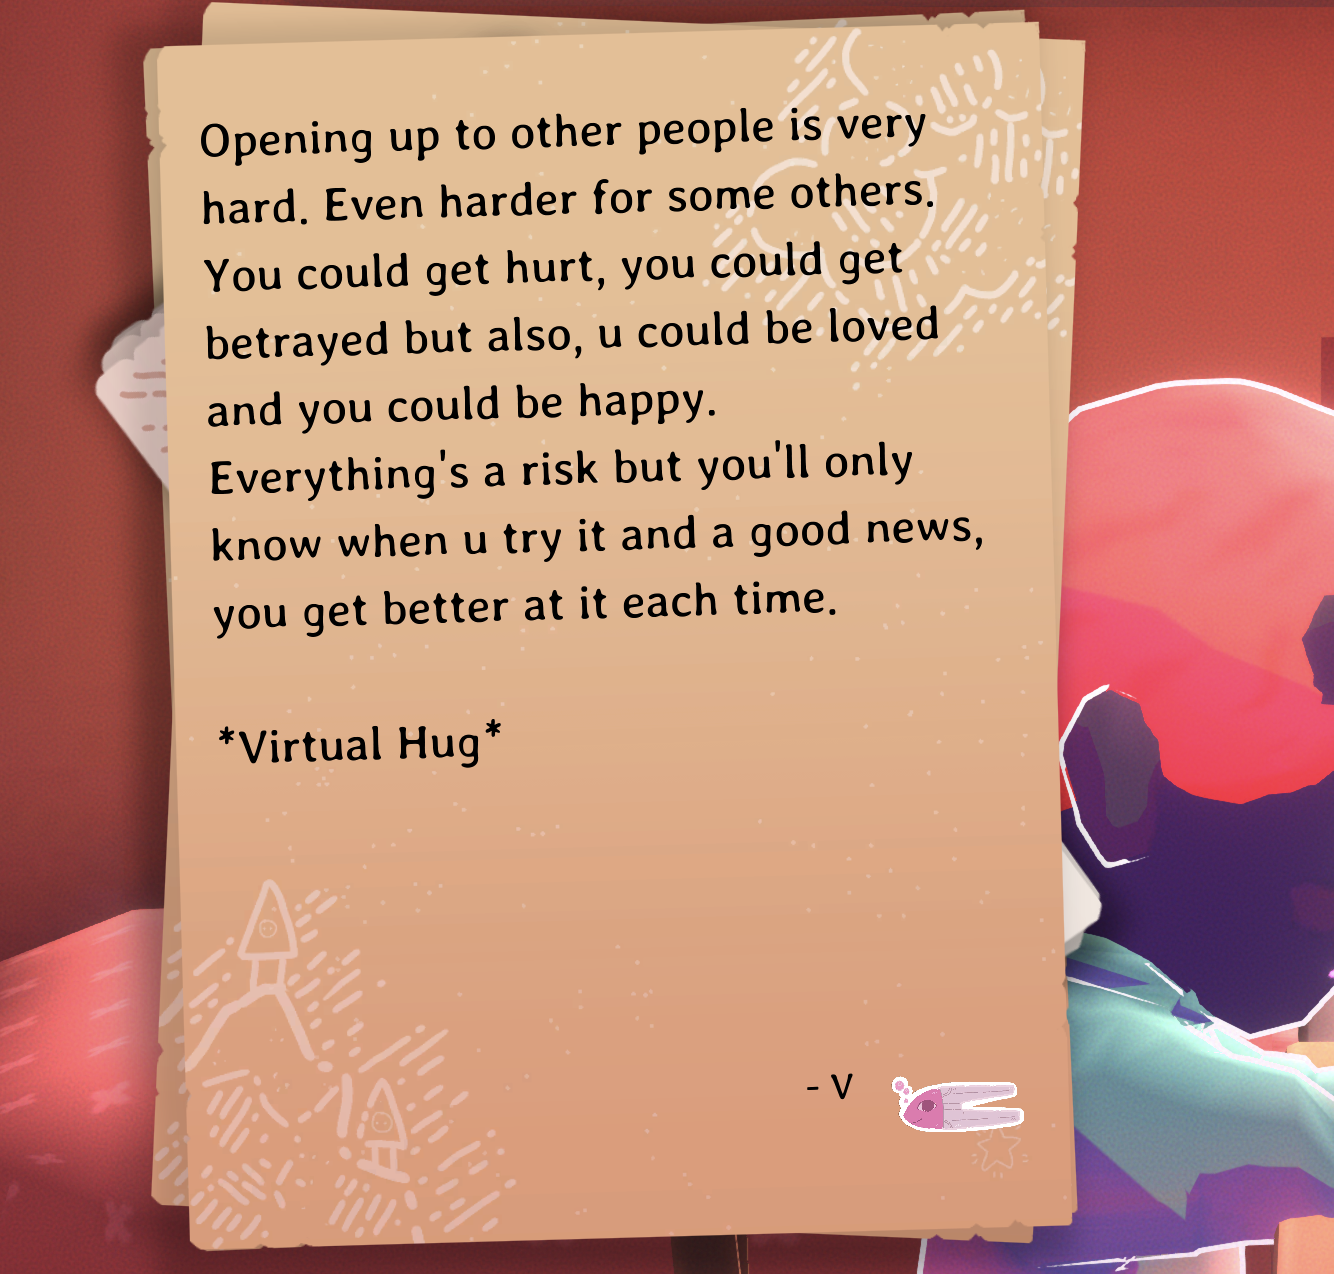 Opening up to other people is very
hard. Even harder for some others.
You could get hurt, you could get
betrayed but also, u could be loved
and you could be happy.
Everything's a risk but you'll only
know when u try it and a good news,
you get better at it each time.
*Virtual Hug*
- V